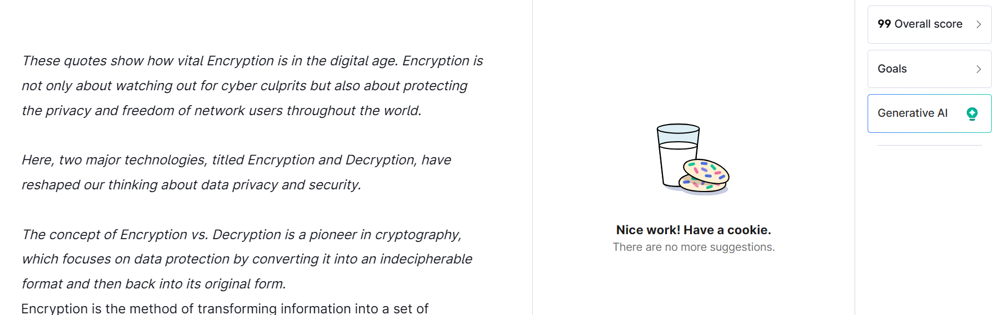 These quotes show how vital Encryption is in the digital age. Encryption is
not only about watching out for cyber culprits but also about protecting
the privacy and freedom of network users throughout the world.
Here, two major technologies, titled Encryption and Decryption, have
reshaped our thinking about data privacy and security.
The concept of Encryption vs. Decryption is a pioneer in cryptography,
which focuses on data protection by converting it into an indecipherable
format and then back into its original form.
Encryption is the method of transforming information into a set of
Nice work! Have a cookie.
There are no more suggestions.
99 Overall score
Goals
Generative AI